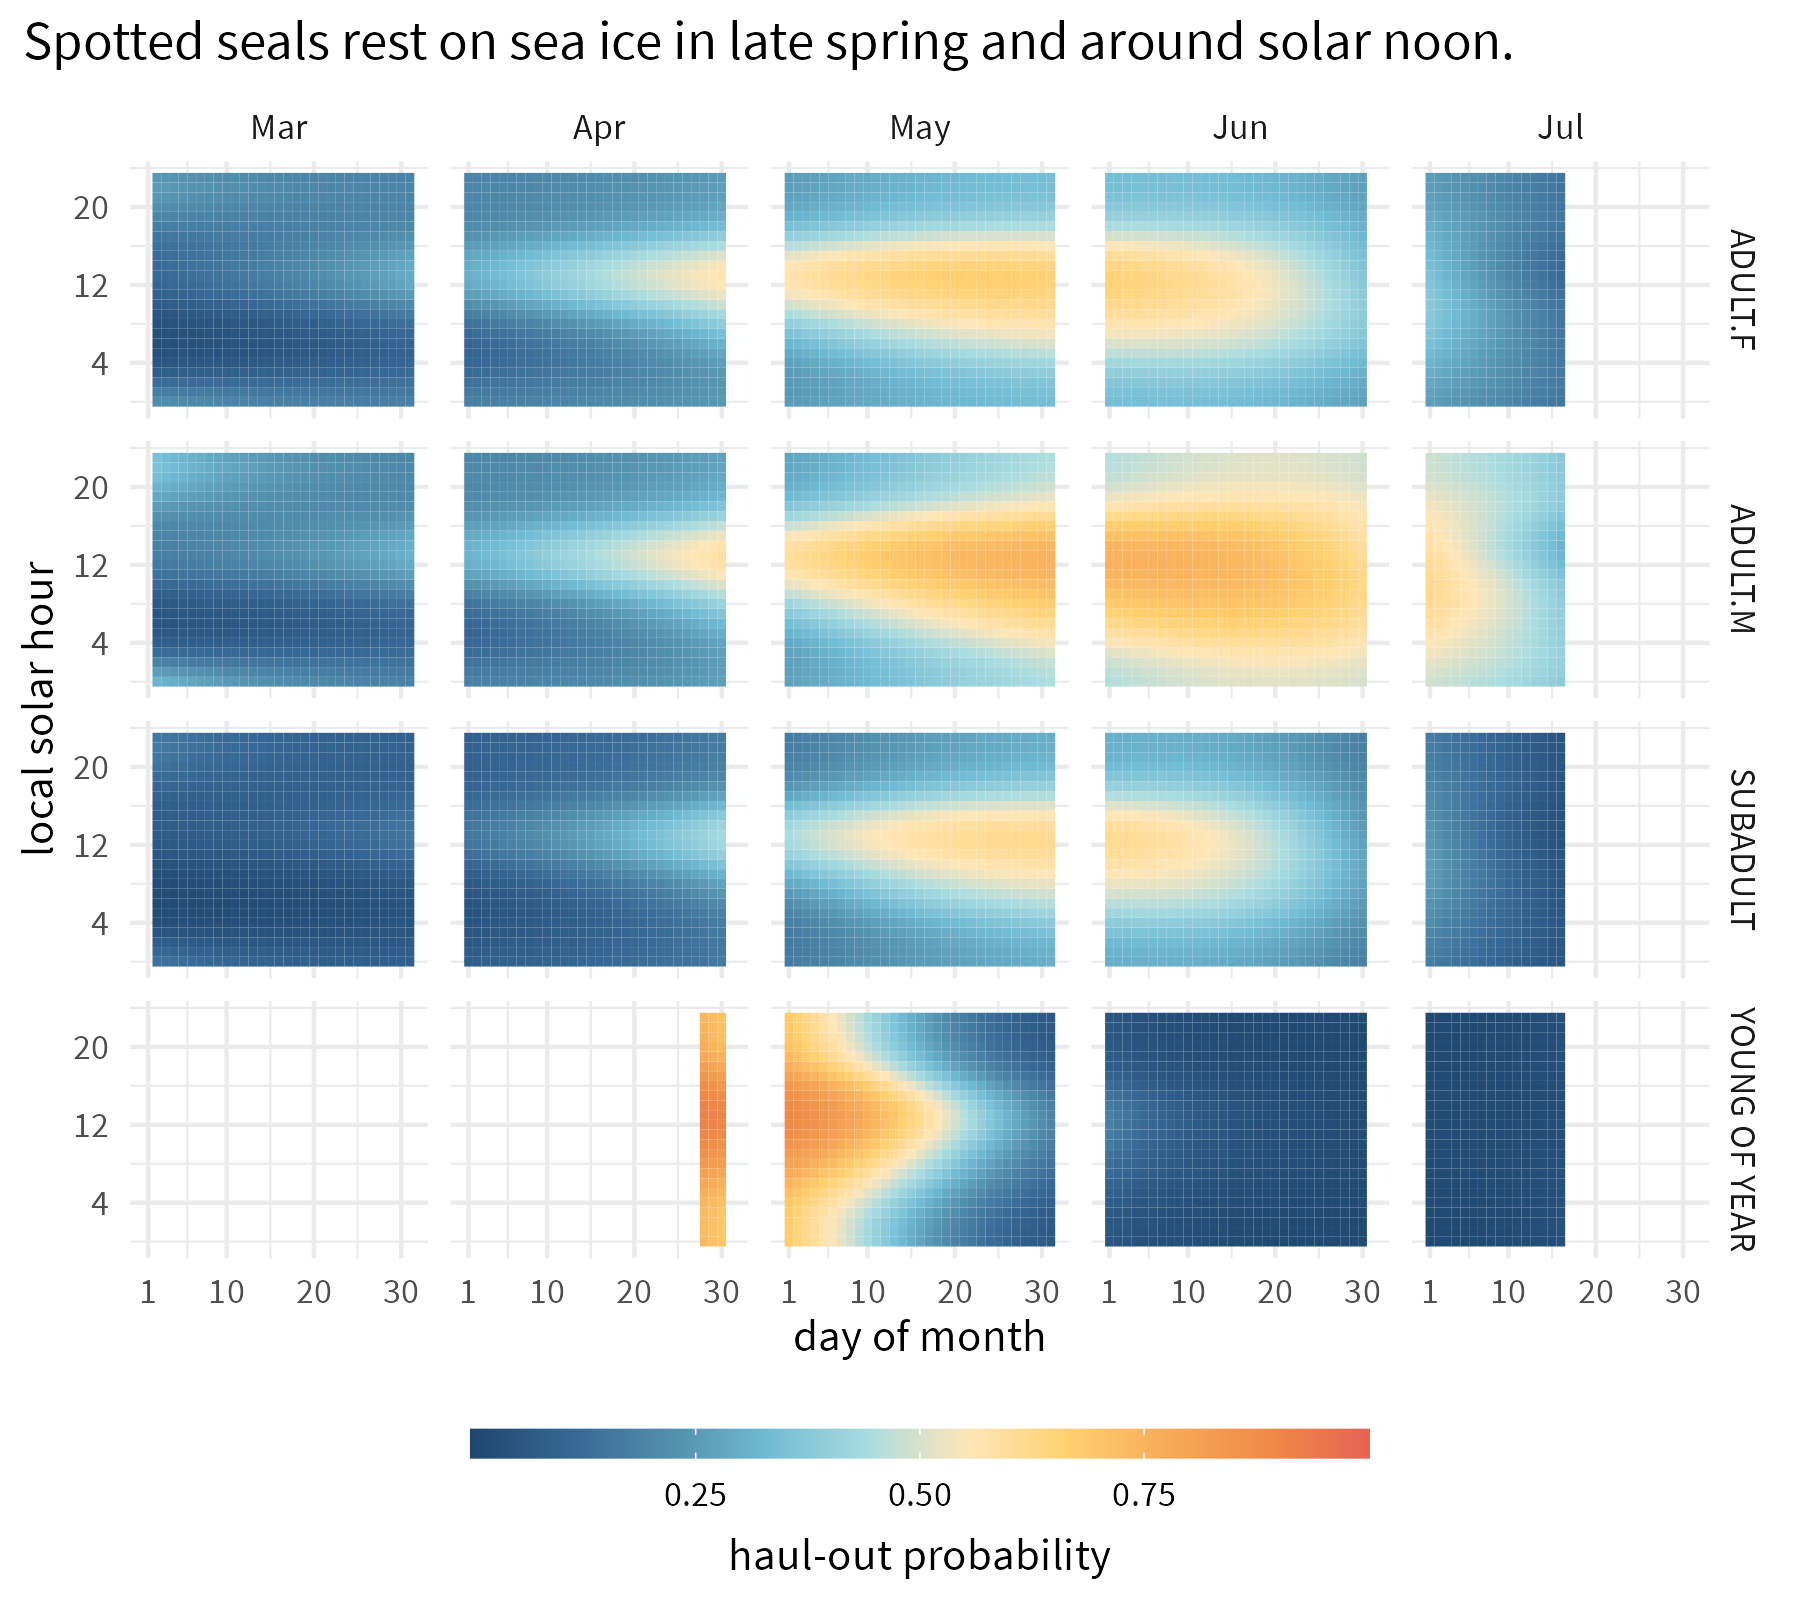 Spotted seals rest on sea ice in late spring and around solar noon.
Mar Apr May Jun Jul
20
12
4
ADULT.F
20
12
4
ADULT.M
local solar hour
20
12
4
SUBADULT
20
12
4
YOUNG OF YEAR
1 10 20 30 1 10 20 30 1 10 20 30 1 10 20 30 1 10 20 30
day of month
0.25 0.50 0.75
haul-out probability